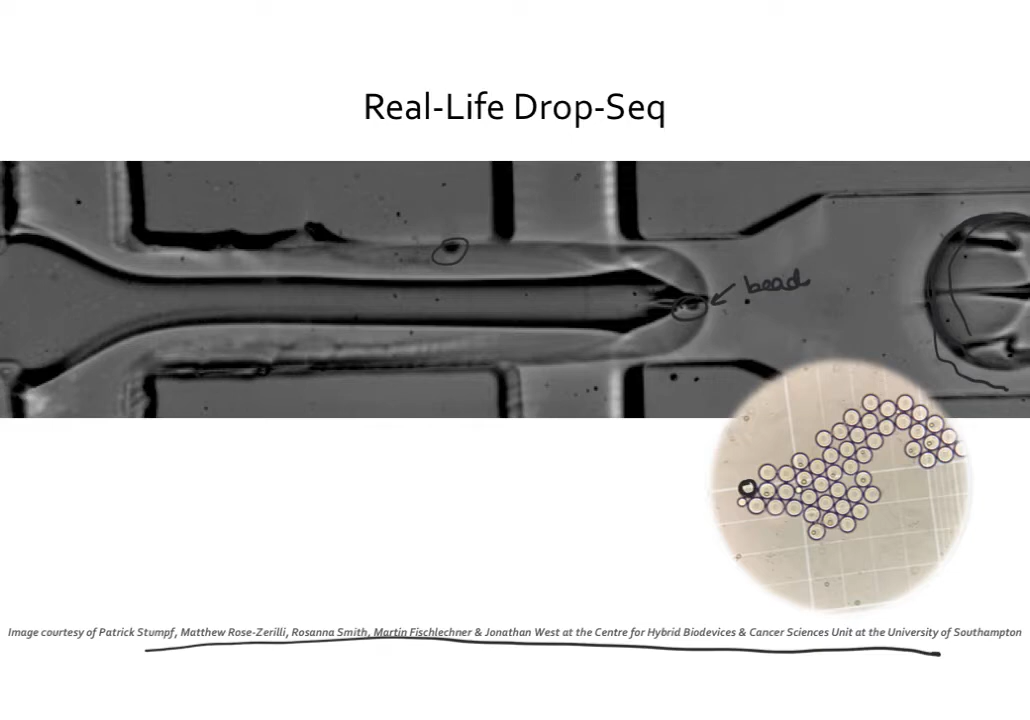 Real-Life Drop-Seq
bead
Image courtesy of Patrick Stumpf, Matthew Rose-Zerilli, Rosanna Smith, Martin Fischlechner & Jonathan West at the Centre for Hybrid Biodevices & Cancer Sciences Unit at the University of Southampton